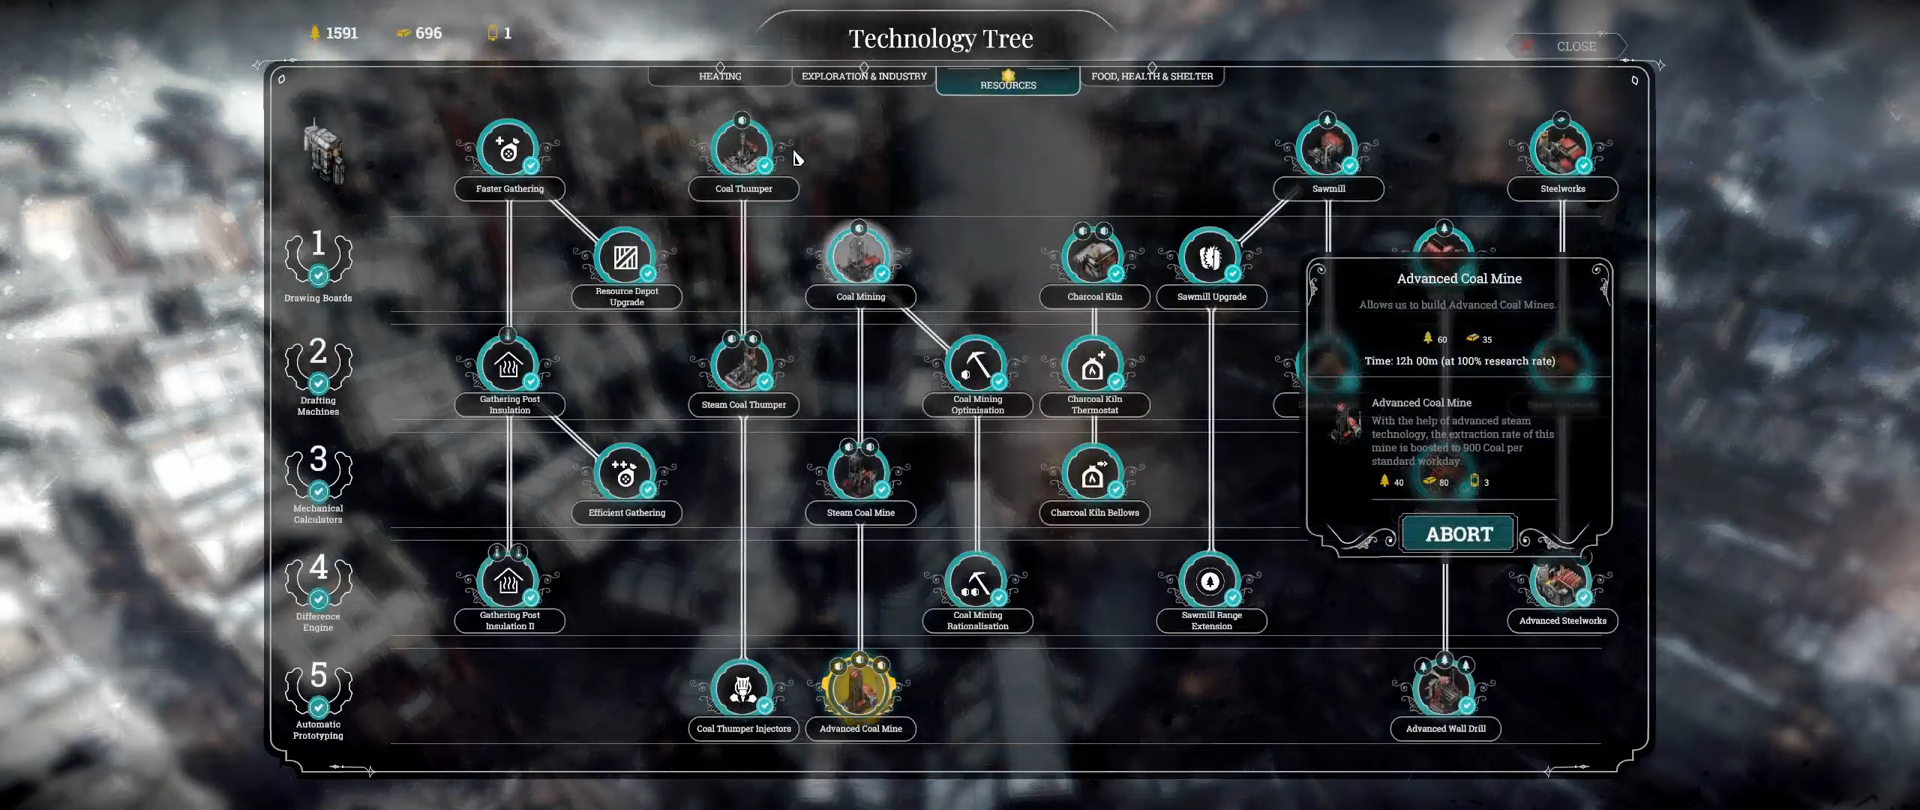 1591 696 1
Technology Tree
CLOSE
HEATING
EXPLORATION & INDUSTRY
RESOURCES
FOOD, HEALTH & SHELTER
Faster Gathering
Coal Thumper
Sawmill
Steelworks
1
Drawing Boards
Resource Depot
Upgrade
Coal Mining
Charcoal Kiln
Sawmill Upgrade
2
Drafting
Machines
Gathering Post
Insulation
Steam Coal Thumper
Coal Mining
Optimisation
Charcoal Kiln
Thermostat
3
Mechanical
Calculators
Efficient Gathering
Steam Coal Mine
Charcoal Kiln Bellows
4
Difference
Engine
Gathering Post
Insulation II
Coal Mining
Rationalisation
Sawmill Range
Extension
Advanced Steelworks
5
Automatic
Prototyping
Coal Thumper Injectors
Advanced Coal Mine
Advanced Wall Drill
Advanced Coal Mine
Allows us to build Advanced Coal Mines.
60 35
Time: 12h 00m (at 100% research rate)
Advanced Coal Mine
With the help of advanced steam
technology, the extraction rate of this
mine is boosted to 900 Coal per
standard workday.
40 80 3
ABORT